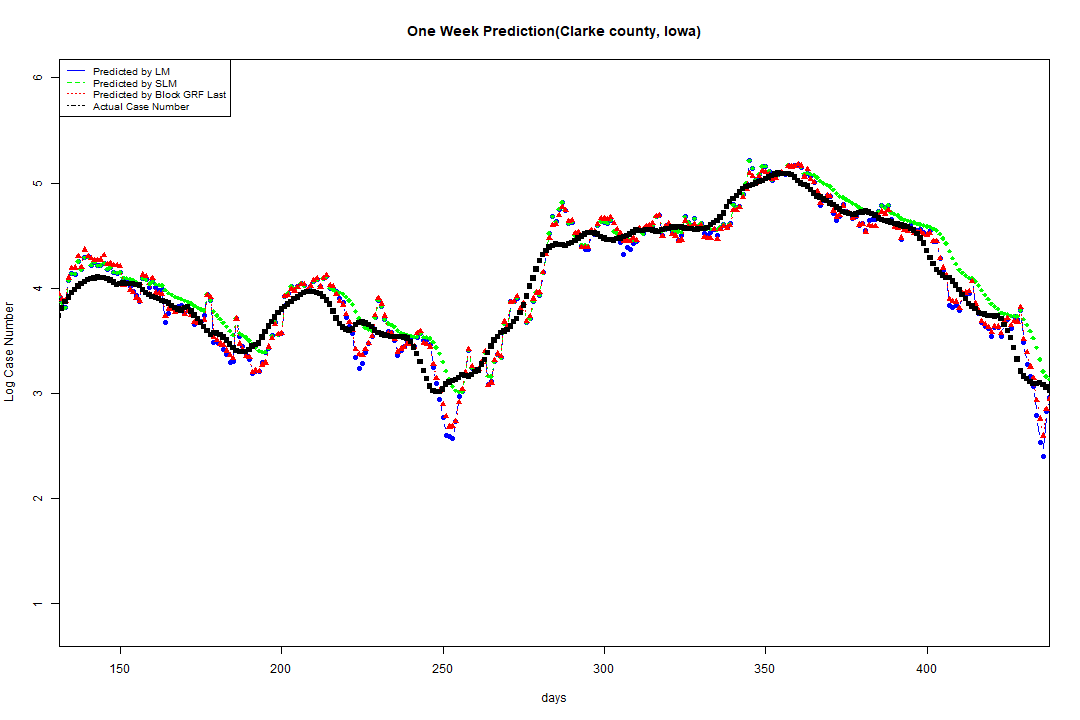 One Week Prediction(Clarke county, Iowa)
Predicted by LM
Predicted by SLM
Predicted by Block GRF Last
Actual Case Number
6
5
4
3
2
1
Log Case Number
150 200 250 300 350 400
days